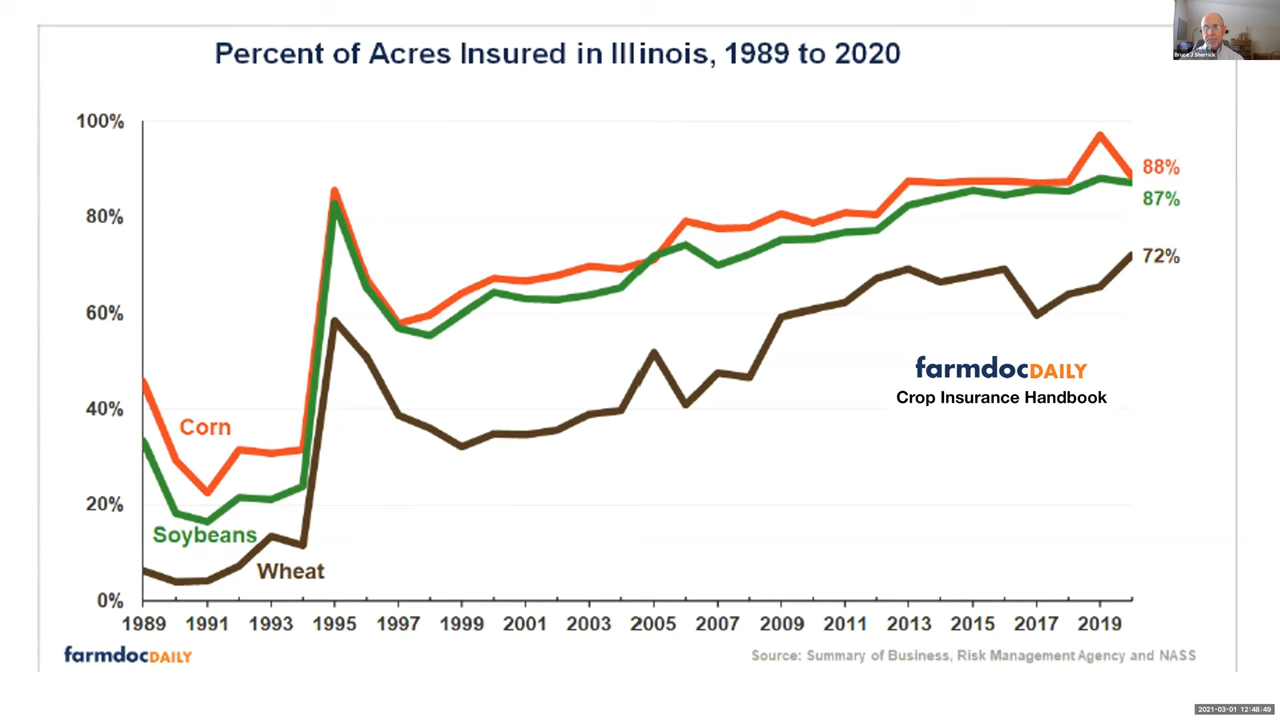 Percent of Acres Insured in Illinois, 1989 to 2020
Bruce J Sherrick
100%
80%
60%
40%
20%
0%
88%
87%
72%
Corn
Soybeans
Wheat
farmdocDAILY
Crop Insurance Handbook
1989 1991 1993 1995 1997 1999 2001 2003 2005 2007 2009 2011 2013 2015 2017 2019
farmdocDAILY
Source: Summary of Business, Risk Management Agency and NASS
2021-03-01 12:48:49